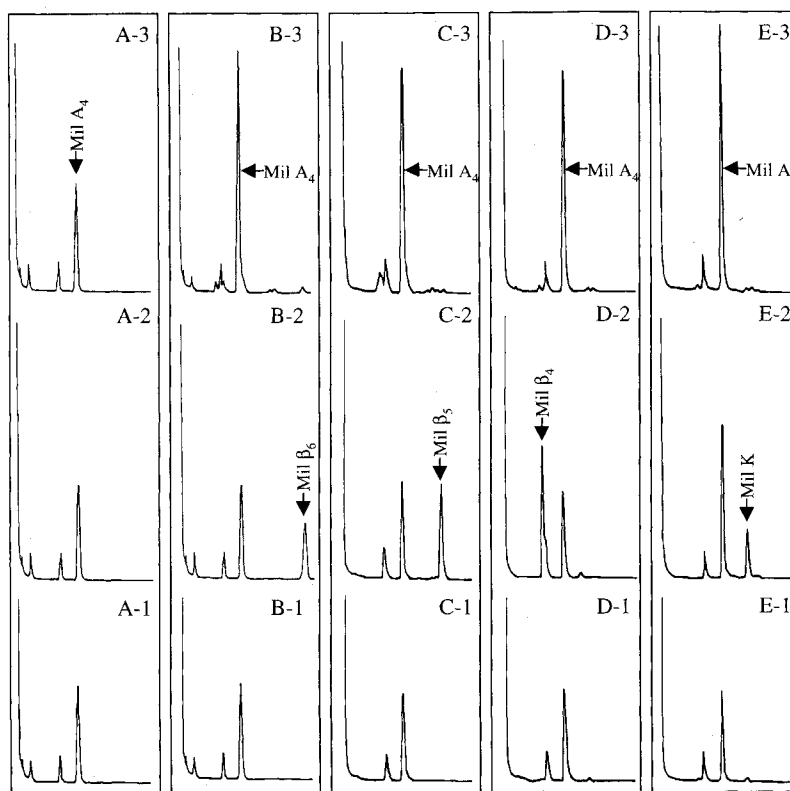 A-3
B-3
C-3
D-3
E-3
Mil A₄
Mil A₄
Mil A₄
Mil A₄
Mil A
A-2
B-2
C-2
D-2
E-2
Mil β₆
Mil β₅
Mil β₄
Mil K
A-1
B-1
C-1
D-1
E-1